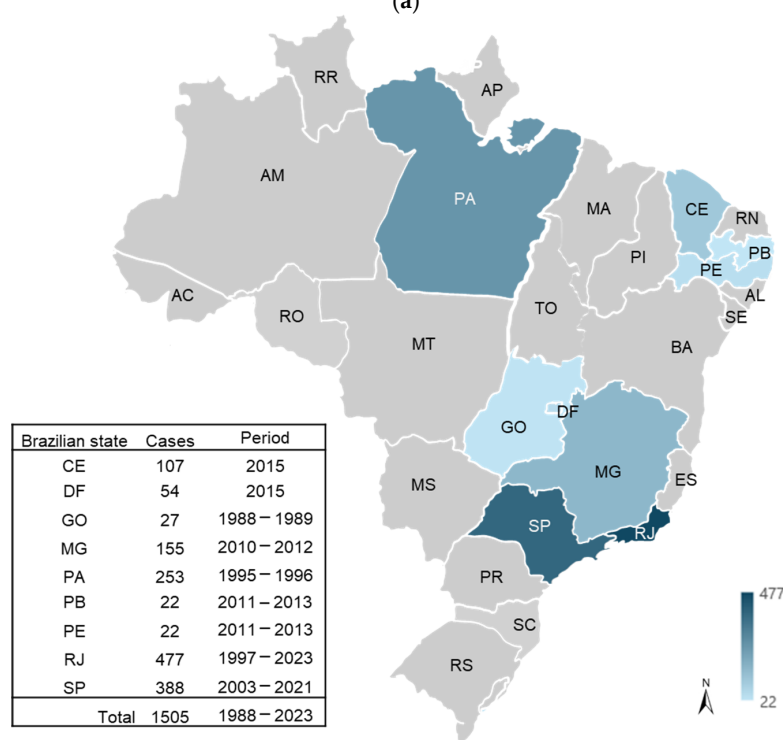 (a)
RR
AP
AM
PA
MA
CE
RN
PB
PI
PE
AC
AL
TO
SE
RO
MT
BA
DF
GO
MG
MS
ES
SP
RJ
PR
SC
RS
Brazilian state Cases Period
CE 107 2015
DF 54 2015
GO 27 1988 – 1989
MG 155 2010 – 2012
PA 253 1995 – 1996
PB 22 2011 – 2013
PE 22 2011 – 2013
RJ 477 1997 – 2023
SP 388 2003 – 2021
Total 1505 1988 – 2023
477
22
N